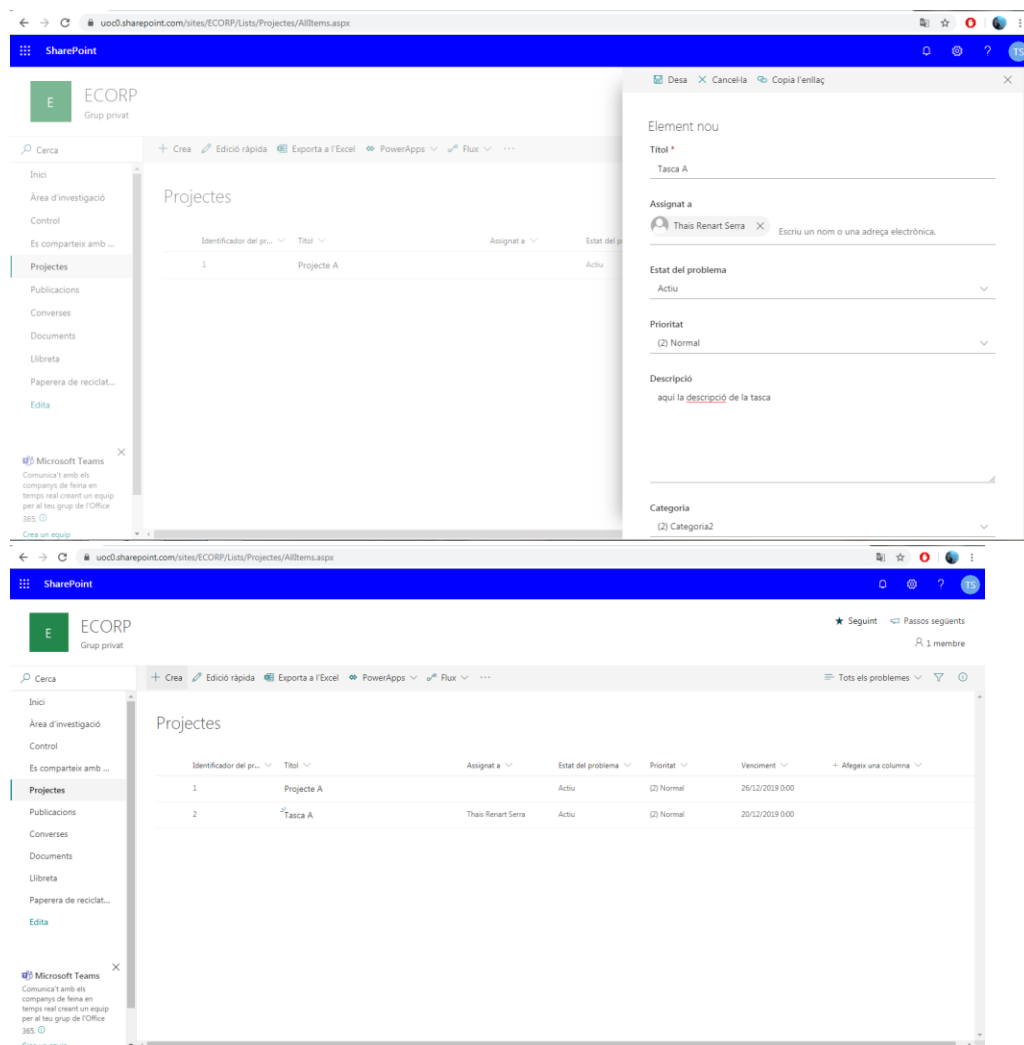 uoc0.sharepoint.com/sites/ECORP/Lists/Projectes/AllItems.aspx
SharePoint
TS
Desa Cancel·la Copia l'enllaç
E
ECORP
Grup privat
Cerca
Crea Edició ràpida Exporta a l'Excel PowerApps Flux
Inici
Àrea d'investigació
Control
Es comparteix amb ...
Projectes
Publicacions
Converses
Documents
Llibreta
Paperera de reciclat...
Edita
Microsoft Teams
Comunica't amb els
companys de feina en
temps real creant un equip
per al teu grup de l'Office
365.
Crea un equip
Projectes
Identificador del pr... Títol Assignat a Estat del p
1 Projecte A Actiu
Element nou
Títol *
Tasca A
Assignat a
Thais Renart Serra Escriu un nom o una adreça electrònica.
Estat del problema
Actiu
Prioritat
(2) Normal
Descripció
aquí la descripció de la tasca
Categoria
(2) Categoria2
uoc0.sharepoint.com/sites/ECORP/Lists/Projectes/AllItems.aspx
SharePoint
? TS
E
ECORP
Grup privat
Seguint Passos següents
1 membre
Cerca
Crea Edició ràpida Exporta a l'Excel PowerApps Flux Tots els problemes
Inici
Àrea d'investigació
Control
Es comparteix amb ...
Projectes
Publicacions
Converses
Documents
Llibreta
Paperera de reciclat...
Edita
Microsoft Teams
Comunica't amb els
companys de feina en
temps real creant un equip
per al teu grup de l'Office
365.
Crea un equip
Projectes
Identificador del pr... Títol Assignat a Estat del problema Prioritat Venciment + Afegeix una columna
1 Projecte A Actiu (2) Normal 26/12/2019 0:00
2 Tasca A Thais Renart Serra Actiu (2) Normal 20/12/2019 0:00